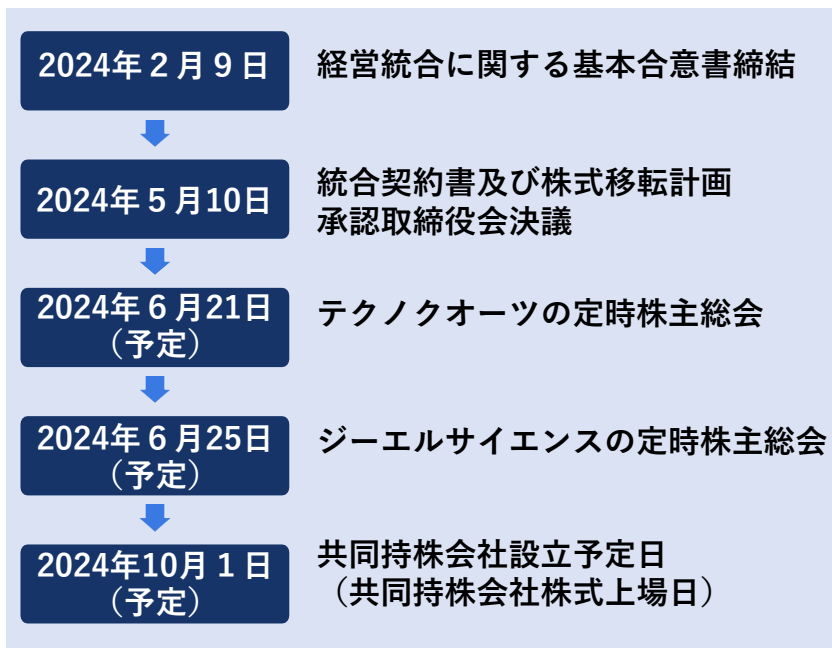 2024年２月９日
経営統合に関する基本合意書締結
2024年５月10日
統合契約書及び株式移転計画
承認取締役会決議
2024年６月21日
（予定）
テクノクオーツの定時株主総会
2024年６月25日
（予定）
ジーエルサイエンスの定時株主総会
2024年10月１日
（予定）
共同持株会社設立予定日
（共同持株会社株式上場日）